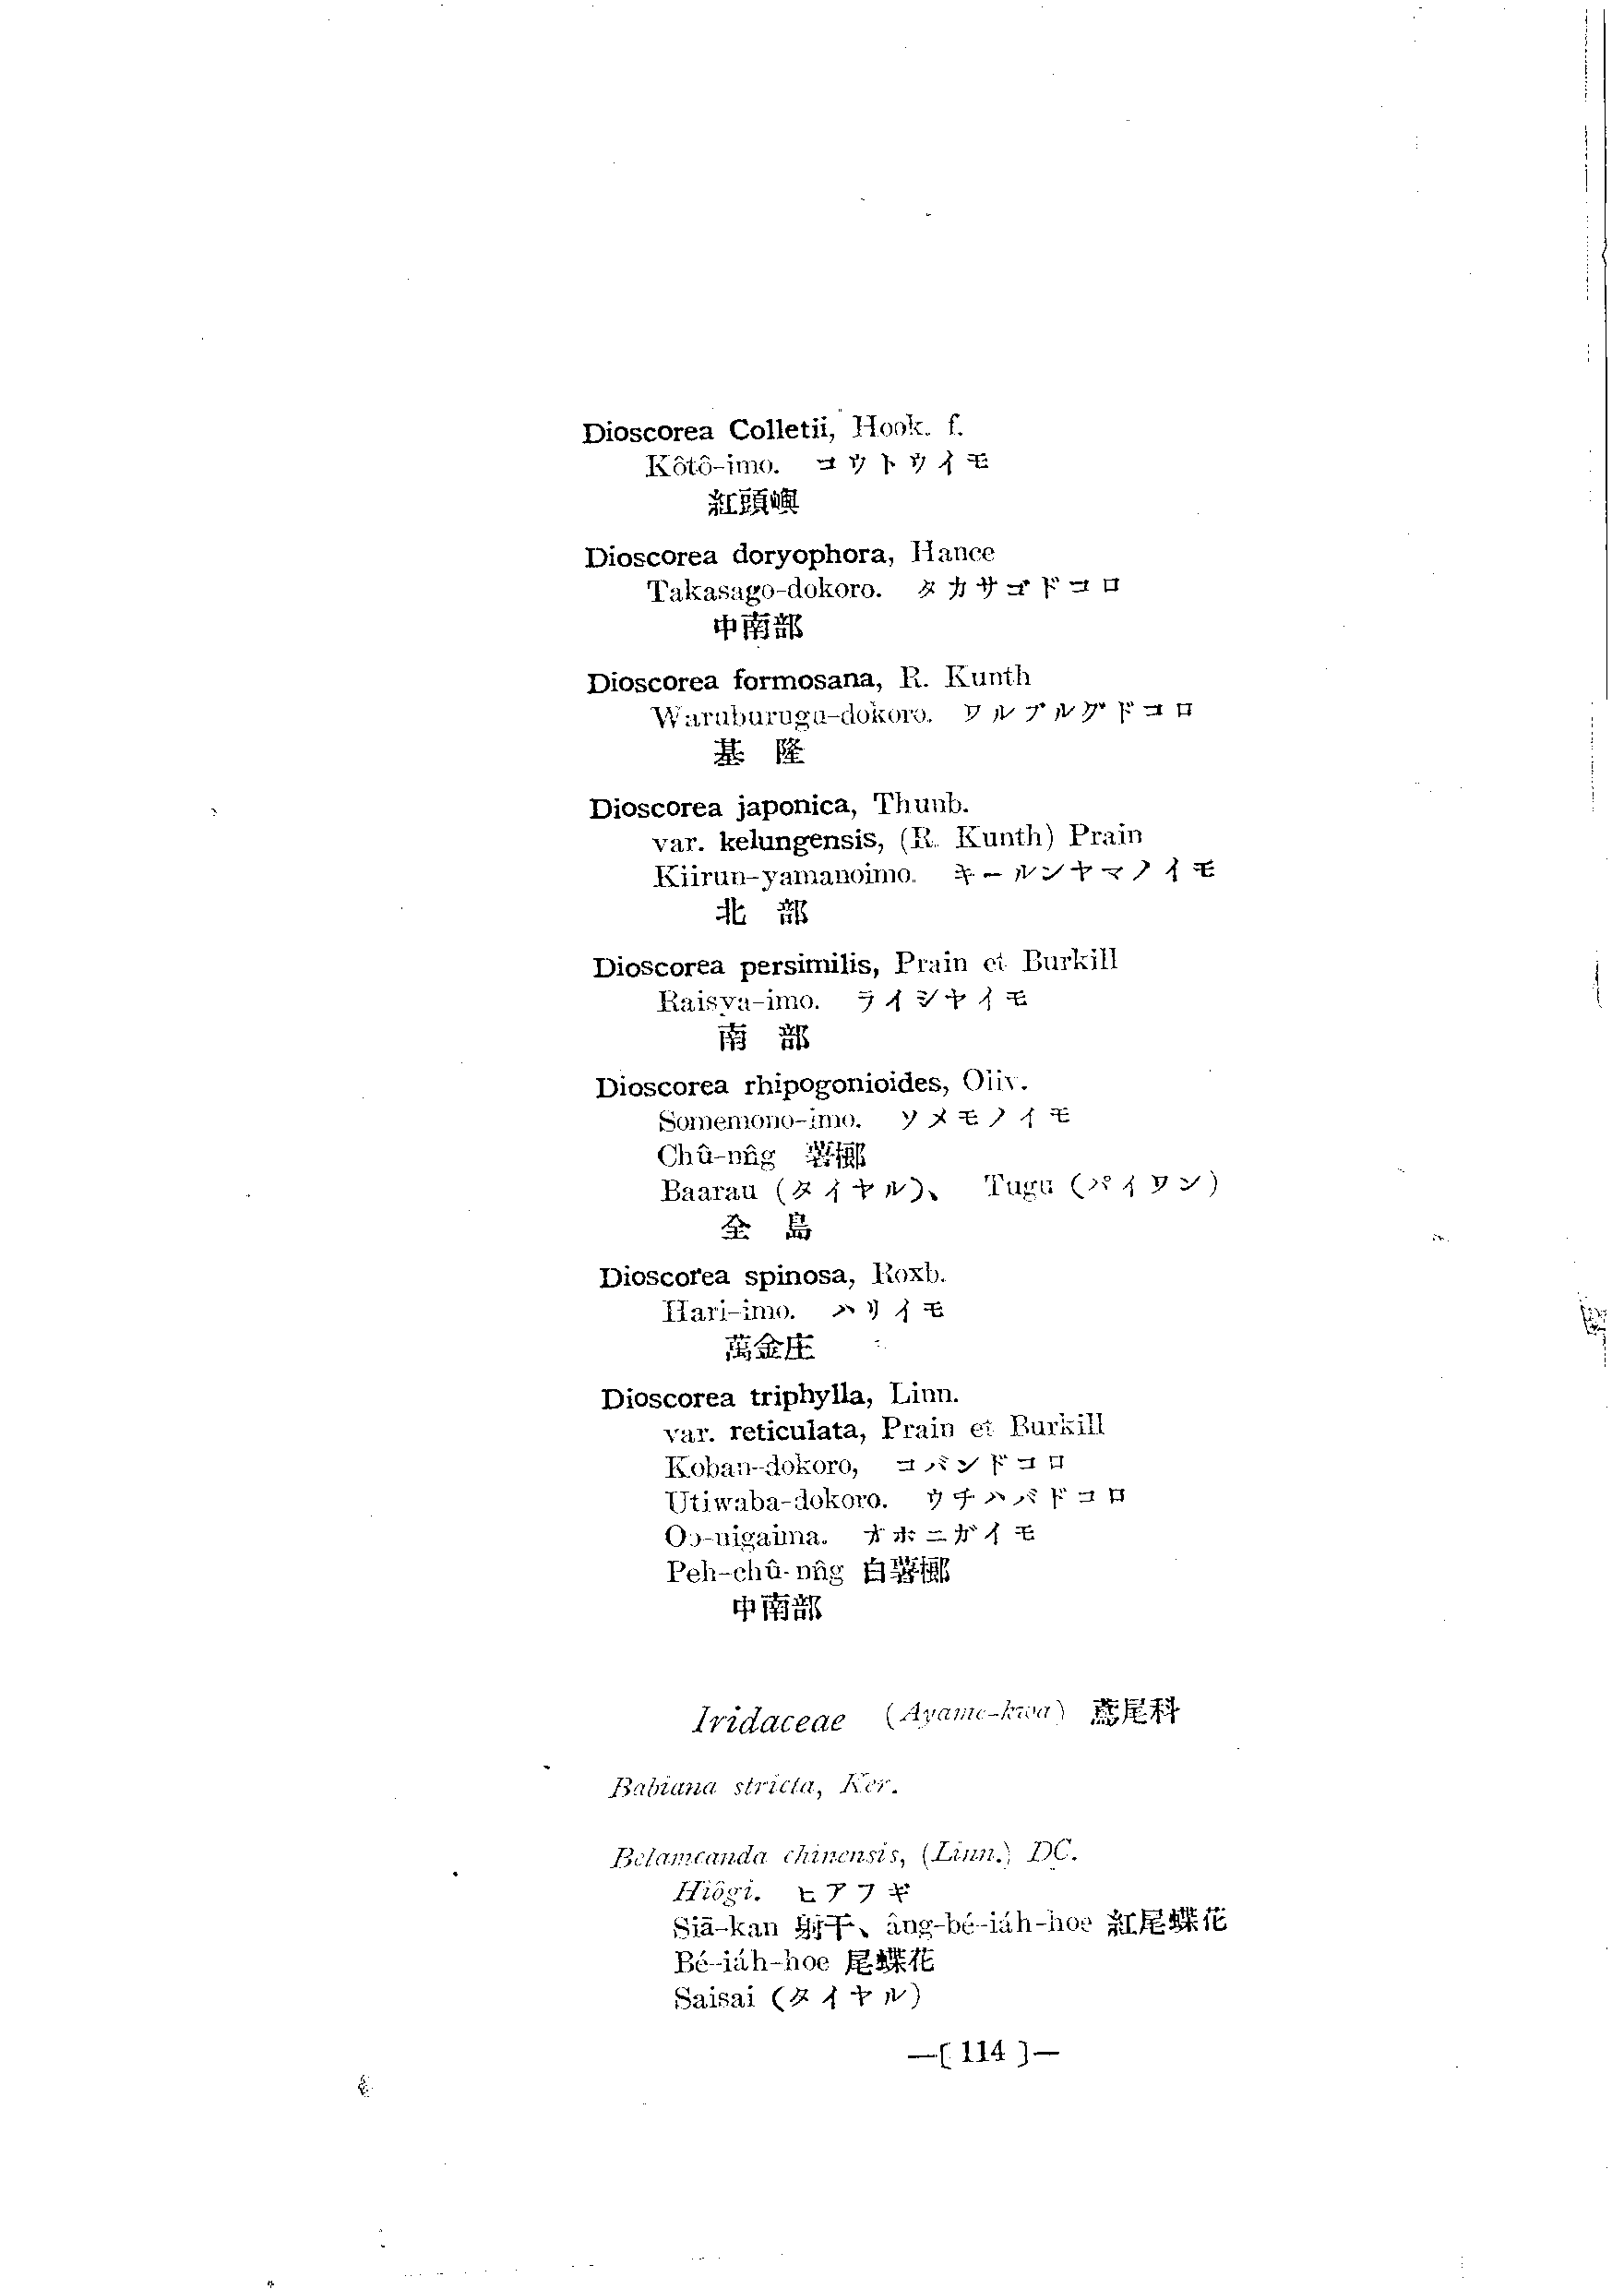 Dioscorea Colletii, Hook. f.
Kôtô-imo. コウトウイモ
紅頭嶼
Dioscorea doryophora, Hance
Takasago-dokoro. タカサゴドコロ
中南部
Dioscorea formosana, R. Kunth
Waruburugu-dokoro. ワルブルグドコロ
基 隆
Dioscorea japonica, Thunb.
var. kelungensis, (R. Kunth) Prain
Kiirun-yamanoimo. キールンヤマノイモ
北 部
Dioscorea persimilis, Prain et Burkill
Raisya-imo. ライシヤイモ
南 部
Dioscorea rhipogonioides, Oliv.
Somemono-imo. ソメモノイモ
Chû-nñg 薯榔
Baarau (タイヤル)、 Tugu (パイワン)
全 島
Dioscorea spinosa, Roxb.
Hari-imo. ハリイモ
萬金庄
Dioscorea triphylla, Linn.
var. reticulata, Prain et Burkill
Koban-dokoro, コバンドコロ
Utiwaba-dokoro. ウチハバドコロ
Oo-nigaima. オホニガイモ
Peh-chû-nñg 白薯榔
中南部
Iridaceae (Ayame-kwa) 鳶尾科
Babiana stricta, Ker.
Belamcanda chinensis, (Linn.) DC.
Hiôgi. ヒアフギ
Siā-kan 射干、âng-bé-iáh-hoe 紅尾蝶花
Bé-iáh-hoe 尾蝶花
Saisai (タイヤル)
—( 114 )—